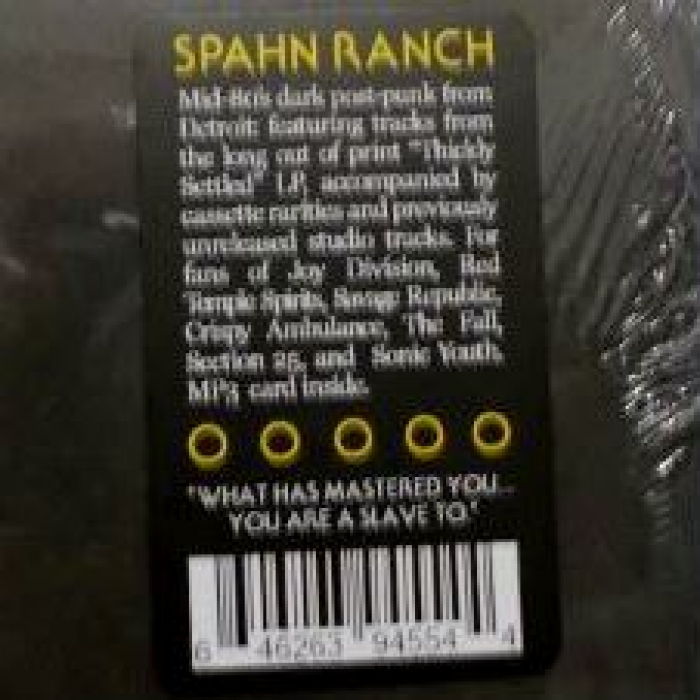 SPAHN RANCH
Mid-80's dark post-punk from
Detroit: featuring tracks from
the long out of print "Thickly
Settled" LP, accompanied by
cassette rarities and previously
unreleased studio tracks. For
fans of Joy Division, Red
Temple Spirits, Savage Republic,
Crispy Ambulance, The Fall,
Section 25, and Sonic Youth.
MP3 card inside.
"WHAT HAS MASTERED YOU...
YOU ARE A SLAVE TO."
6 46263 94554 4